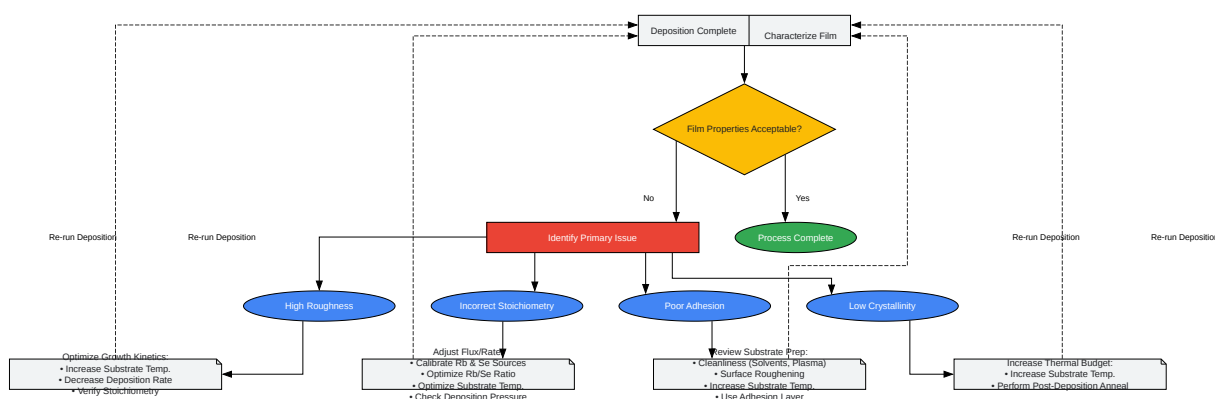 Deposition Complete
Characterize Film
Film Properties Acceptable?
No
Yes
Re-run Deposition
Re-run Deposition
Identify Primary Issue
Process Complete
Re-run Deposition
Re-run Depositio
High Roughness
Incorrect Stoichiometry
Poor Adhesion
Low Crystallinity
Optimize Growth Kinetics:
• Increase Substrate Temp.
• Decrease Deposition Rate
• Verify Stoichiometry
Adjust Flux/Rate
• Calibrate Rb & Se Sources
• Optimize Rb/Se Ratio
• Optimize Substrate Temp.
• Check Deposition Pressure
Review Substrate Prep:
• Cleanliness (Solvents, Plasma)
• Surface Roughening
• Increase Substrate Temp.
• Use Adhesion Layer
Increase Thermal Budget:
• Increase Substrate Temp.
• Perform Post-Deposition Anneal